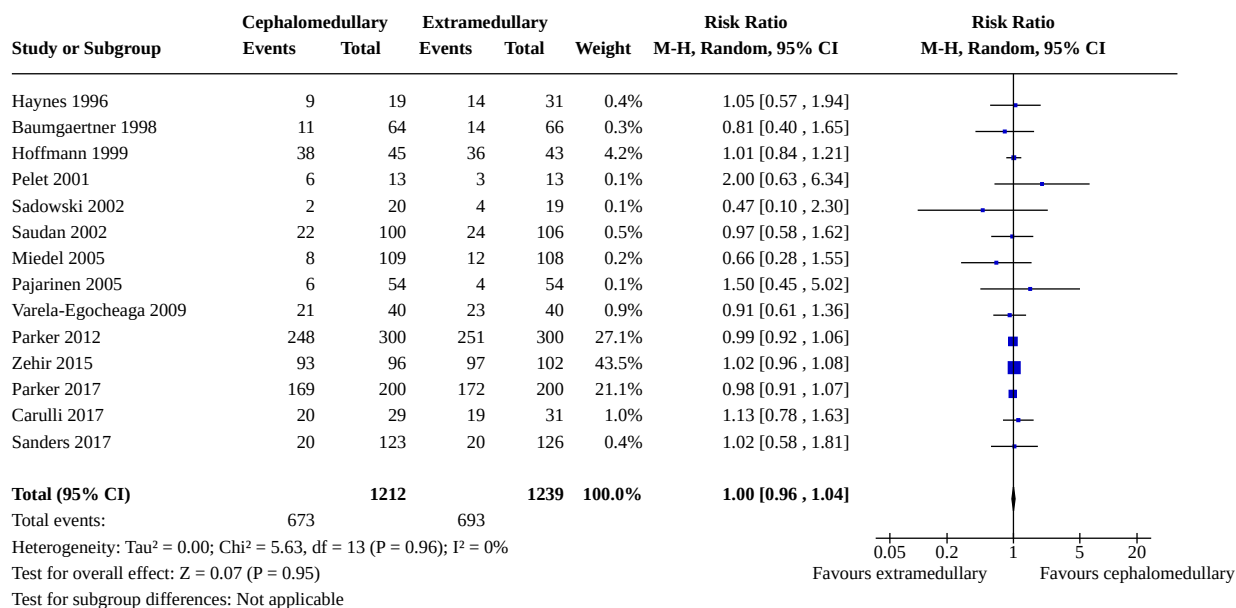 Cephalomedullary Extramedullary Risk Ratio Risk Ratio
Study or Subgroup Events Total Events Total Weight M-H, Random, 95% CI M-H, Random, 95% CI
Haynes 1996 9 19 14 31 0.4% 1.05 [0.57 , 1.94]
Baumgaertner 1998 11 64 14 66 0.3% 0.81 [0.40 , 1.65]
Hoffmann 1999 38 45 36 43 4.2% 1.01 [0.84 , 1.21]
Pelet 2001 6 13 3 13 0.1% 2.00 [0.63 , 6.34]
Sadowski 2002 2 20 4 19 0.1% 0.47 [0.10 , 2.30]
Saudan 2002 22 100 24 106 0.5% 0.97 [0.58 , 1.62]
Miedel 2005 8 109 12 108 0.2% 0.66 [0.28 , 1.55]
Pajarinen 2005 6 54 4 54 0.1% 1.50 [0.45 , 5.02]
Varela-Egocheaga 2009 21 40 23 40 0.9% 0.91 [0.61 , 1.36]
Parker 2012 248 300 251 300 27.1% 0.99 [0.92 , 1.06]
Zehir 2015 93 96 97 102 43.5% 1.02 [0.96 , 1.08]
Parker 2017 169 200 172 200 21.1% 0.98 [0.91 , 1.07]
Carulli 2017 20 29 19 31 1.0% 1.13 [0.78 , 1.63]
Sanders 2017 20 123 20 126 0.4% 1.02 [0.58 , 1.81]
Total (95% CI) 1212 1239 100.0% 1.00 [0.96 , 1.04]
Total events: 673 693
Heterogeneity: Tau² = 0.00; Chi² = 5.63, df = 13 (P = 0.96); I² = 0%
0.05 0.2 1 5 20
Test for overall effect: Z = 0.07 (P = 0.95)
Favours extramedullary Favours cephalomedullary
Test for subgroup differences: Not applicable